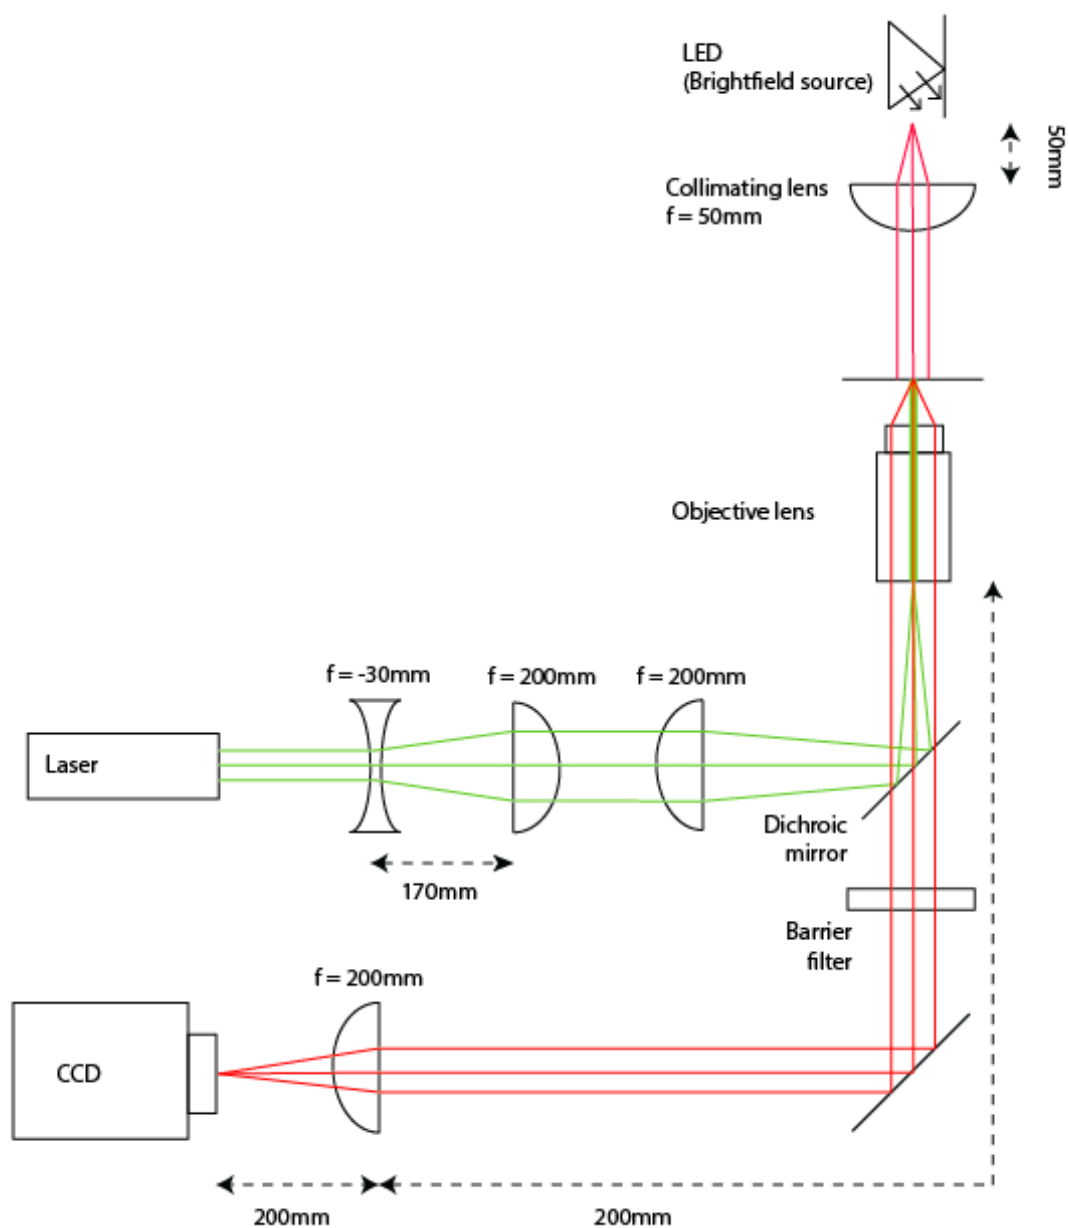 LED
(Brightfield source)
50mm
Collimating lens
f = 50mm
Objective lens
f = -30mm
f = 200mm
f = 200mm
Laser
Dichroic
mirror
170mm
Barrier
filter
f = 200mm
CCD
200mm
200mm